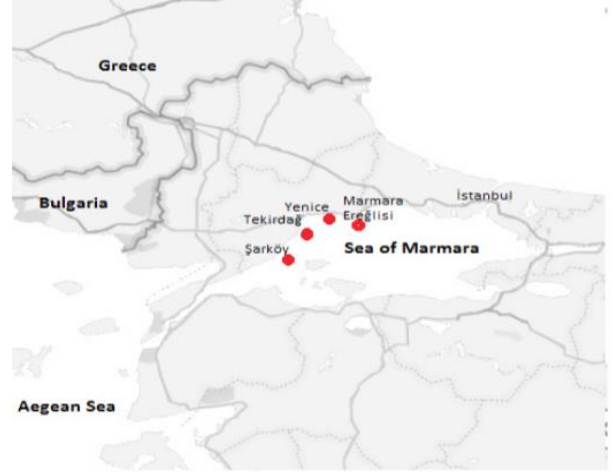 Greece
Bulgaria
İstanbul
Marmara
Ereğlisi
Yenice
Tekirdağ
Şarköy
Sea of Marmara
Aegean Sea